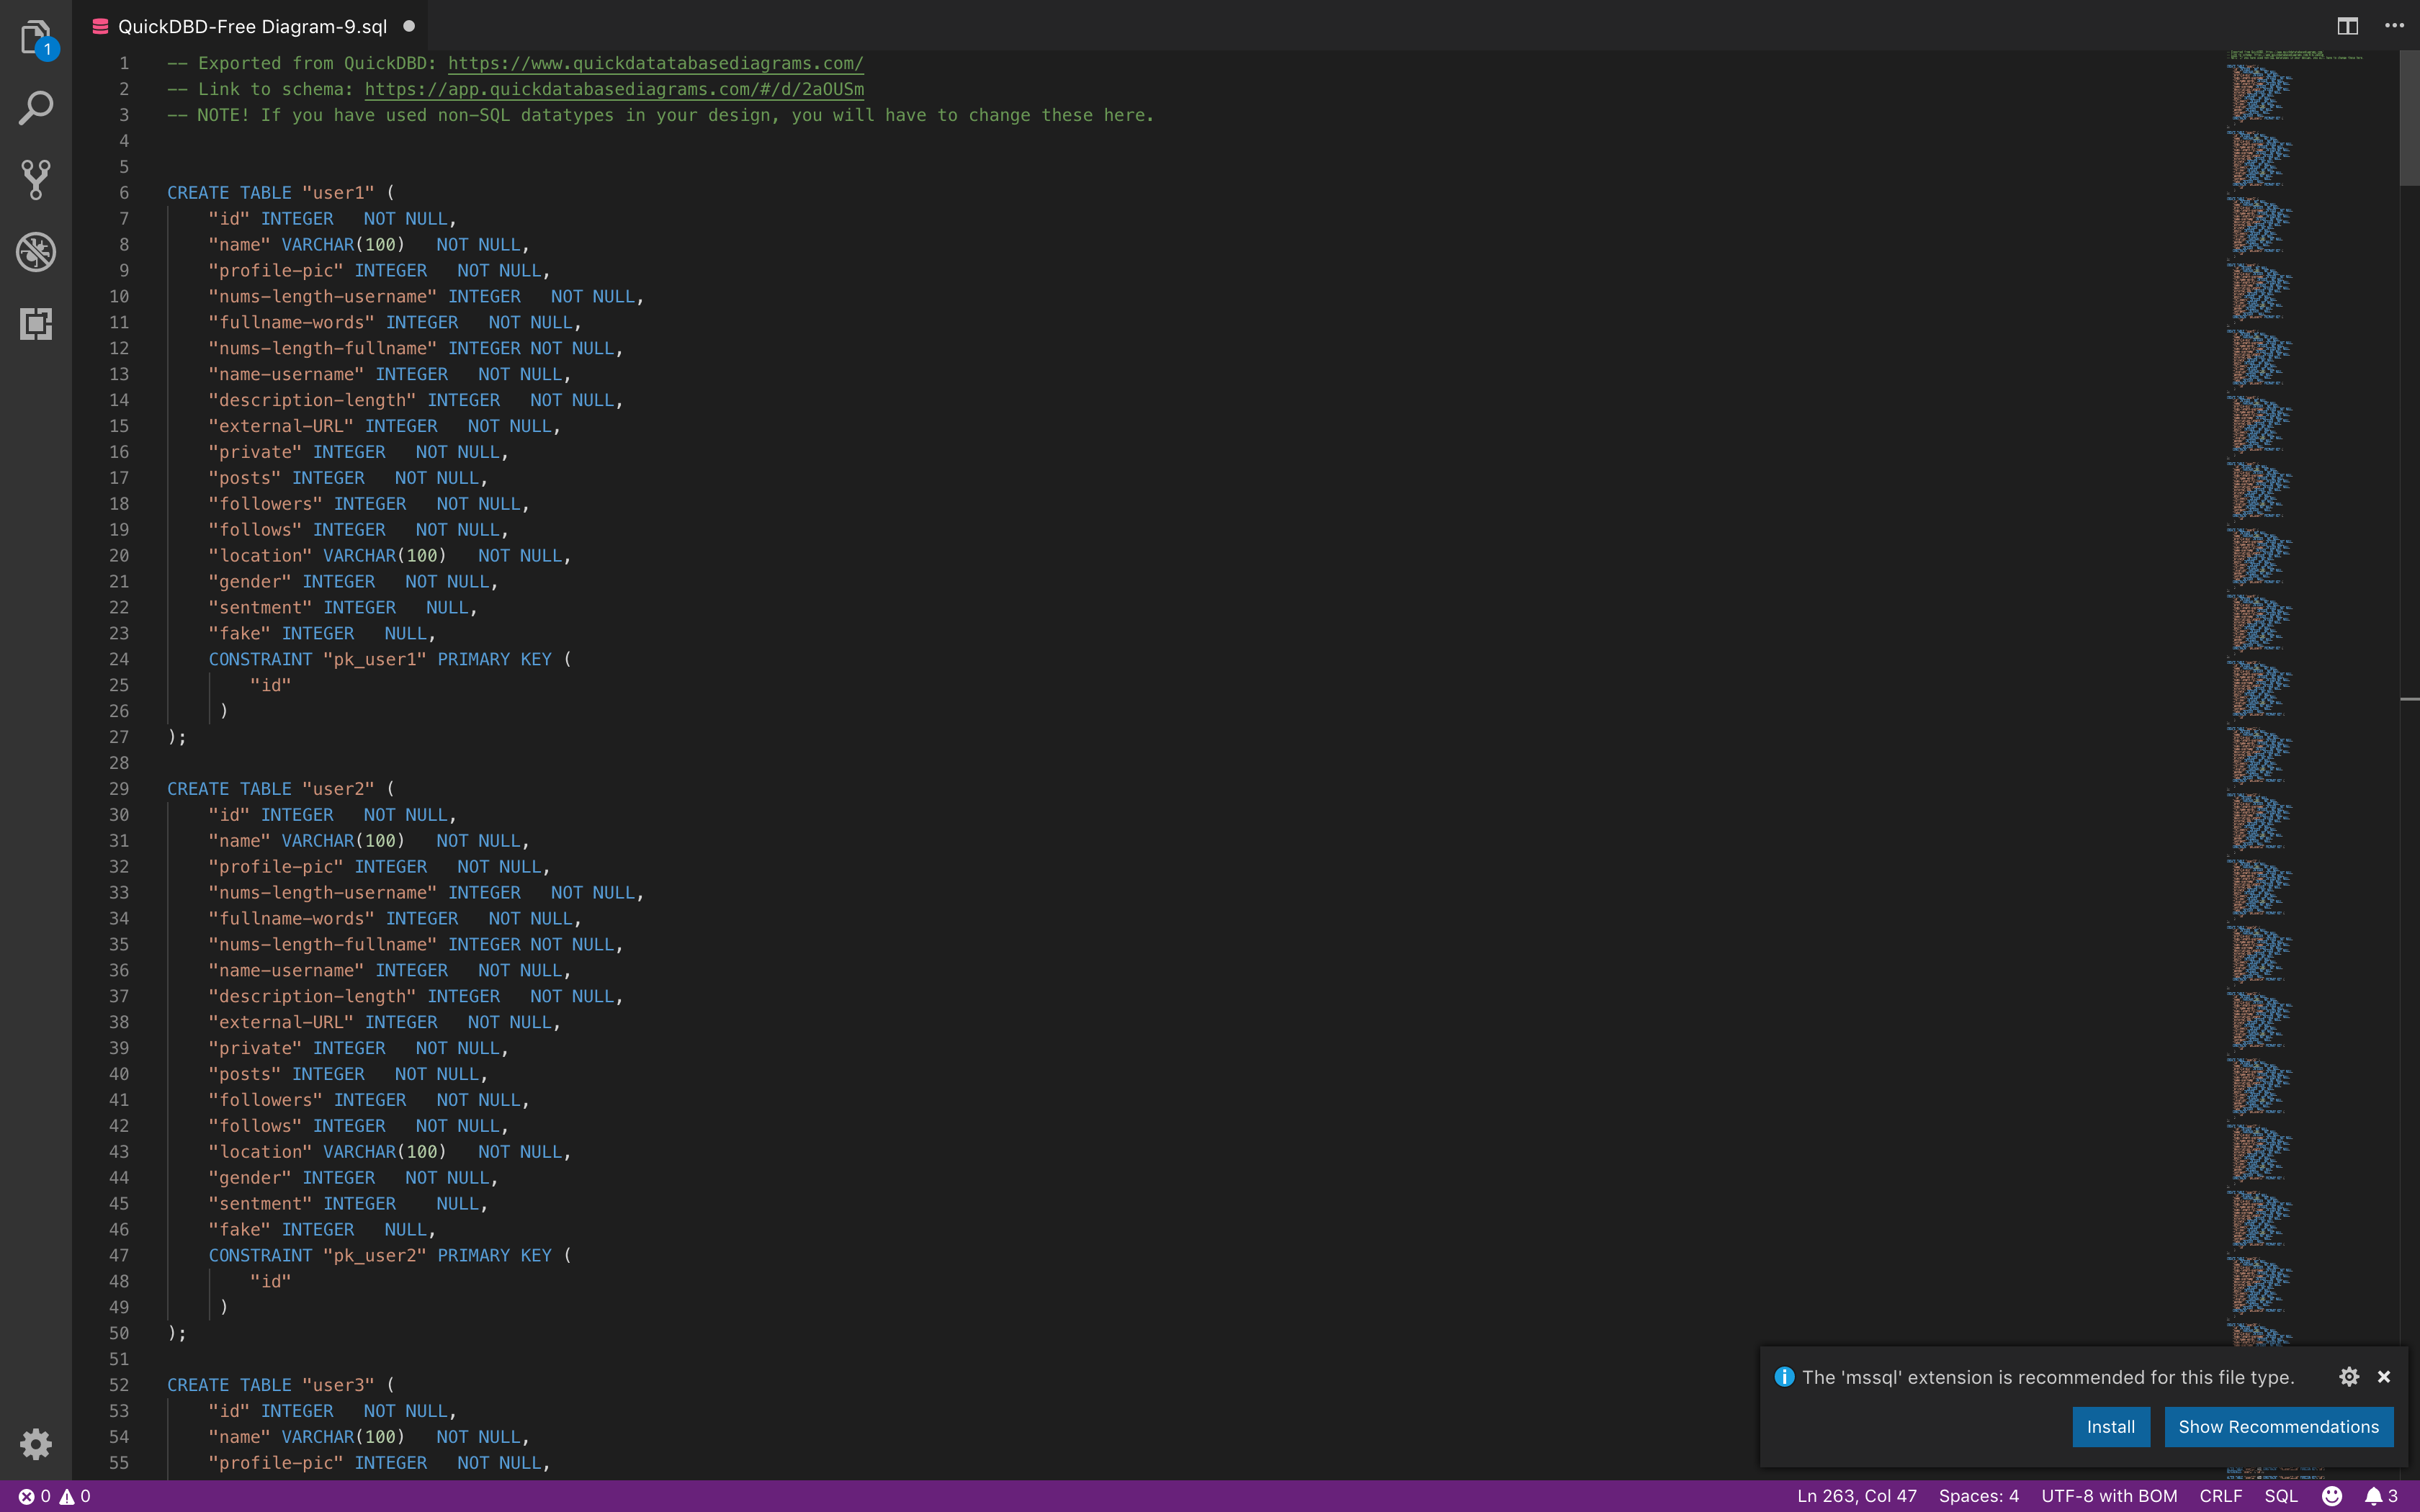 1
QuickDBD-Free Diagram-9.sql
1 -- Exported from QuickDBD: https://www.quickdatatabasediagrams.com/
2 -- Link to schema: https://app.quickdatabasediagrams.com/#/d/2aOUSm
3 -- NOTE! If you have used non-SQL datatypes in your design, you will have to change these here.
4
5
6 CREATE TABLE "user1" (
7 "id" INTEGER NOT NULL,
8 "name" VARCHAR(100) NOT NULL,
9 "profile-pic" INTEGER NOT NULL,
10 "nums-length-username" INTEGER NOT NULL,
11 "fullname-words" INTEGER NOT NULL,
12 "nums-length-fullname" INTEGER NOT NULL,
13 "name-username" INTEGER NOT NULL,
14 "description-length" INTEGER NOT NULL,
15 "external-URL" INTEGER NOT NULL,
16 "private" INTEGER NOT NULL,
17 "posts" INTEGER NOT NULL,
18 "followers" INTEGER NOT NULL,
19 "follows" INTEGER NOT NULL,
20 "location" VARCHAR(100) NOT NULL,
21 "gender" INTEGER NOT NULL,
22 "sentment" INTEGER NULL,
23 "fake" INTEGER NULL,
24 CONSTRAINT "pk_user1" PRIMARY KEY (
25 "id"
26 )
27 );
28
29 CREATE TABLE "user2" (
30 "id" INTEGER NOT NULL,
31 "name" VARCHAR(100) NOT NULL,
32 "profile-pic" INTEGER NOT NULL,
33 "nums-length-username" INTEGER NOT NULL,
34 "fullname-words" INTEGER NOT NULL,
35 "nums-length-fullname" INTEGER NOT NULL,
36 "name-username" INTEGER NOT NULL,
37 "description-length" INTEGER NOT NULL,
38 "external-URL" INTEGER NOT NULL,
39 "private" INTEGER NOT NULL,
40 "posts" INTEGER NOT NULL,
41 "followers" INTEGER NOT NULL,
42 "follows" INTEGER NOT NULL,
43 "location" VARCHAR(100) NOT NULL,
44 "gender" INTEGER NOT NULL,
45 "sentment" INTEGER NULL,
46 "fake" INTEGER NULL,
47 CONSTRAINT "pk_user2" PRIMARY KEY (
48 "id"
49 )
50 );
51
52 CREATE TABLE "user3" (
53 "id" INTEGER NOT NULL,
54 "name" VARCHAR(100) NOT NULL,
55 "profile-pic" INTEGER NOT NULL,
The 'mssql' extension is recommended for this file type.
Install Show Recommendations
0 0 Ln 263, Col 47 Spaces: 4 UTF-8 with BOM CRLF SQL 3